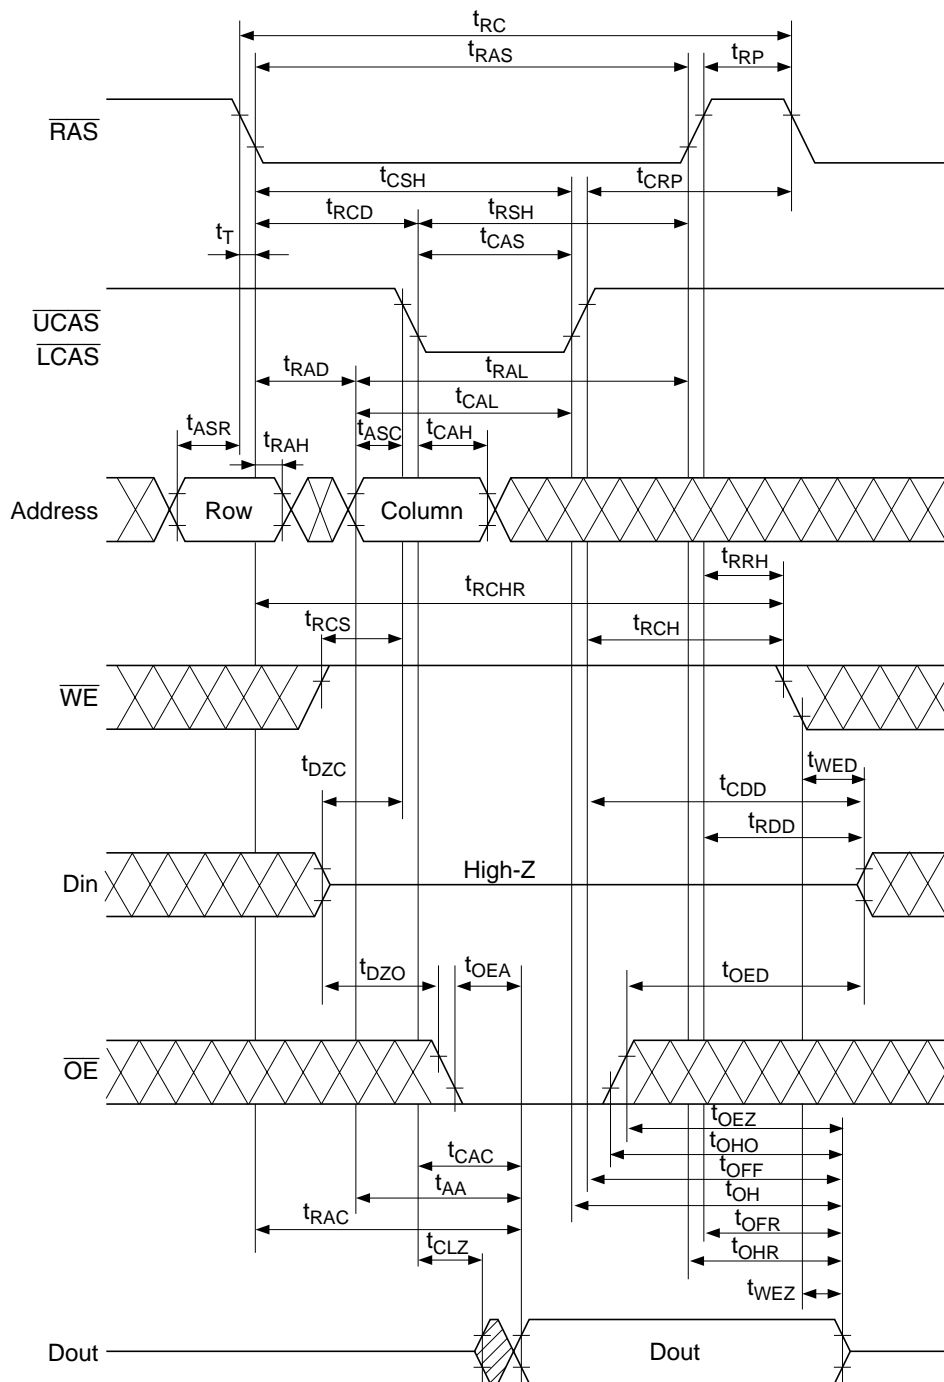 tRC
tRAS
tRP
RAS
tCSH
tCRP
tRCD
tRSH
tT
tCAS
UCAS
LCAS
tRAD
tRAL
tCAL
tASR
tRAH
tASC
tCAH
Address
Row
Column
tRRH
tRCHR
tRCS
tRCH
WE
tDZC
tWED
tCDD
tRDD
Din
High-Z
tDZO
tOEA
tOED
OE
tOEZ
tOHO
tCAC
tOFF
tAA
tOH
tRAC
tOFR
tCLZ
tOHR
tWEZ
Dout
Dout